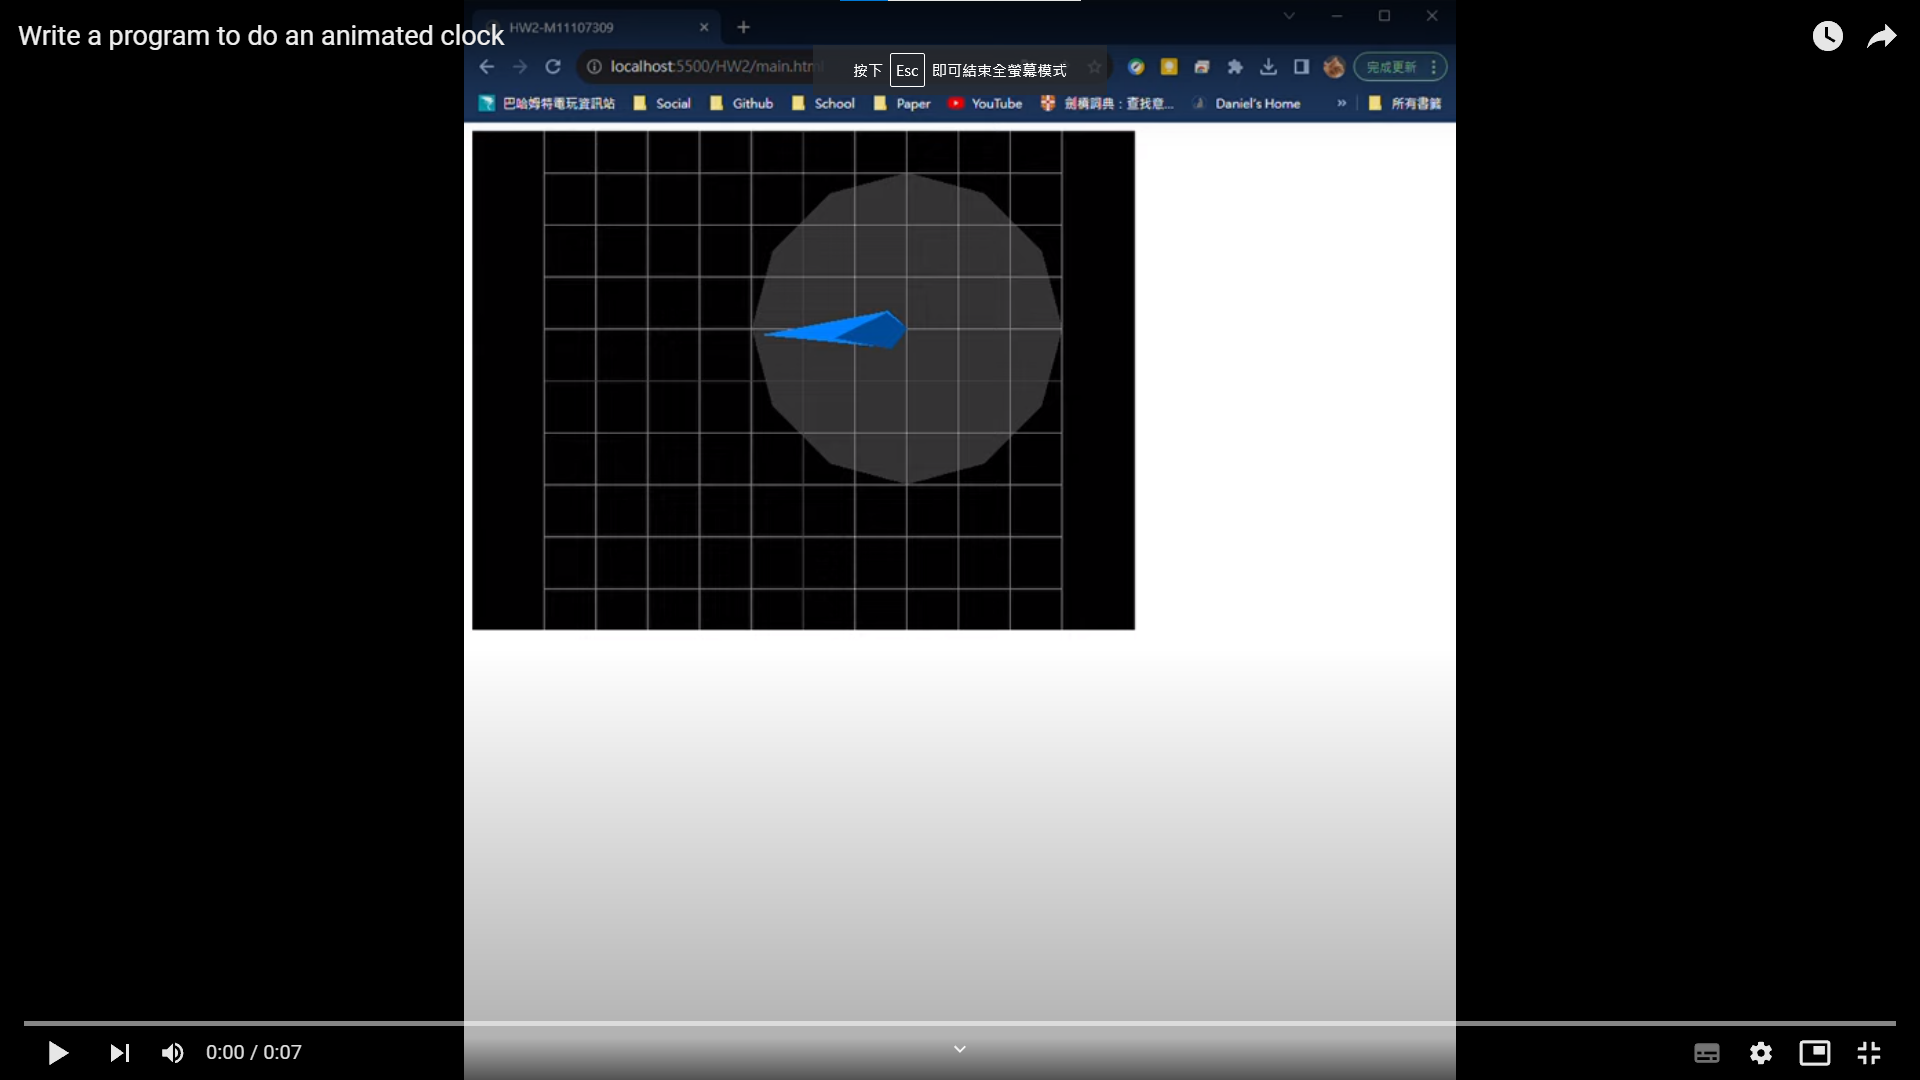 HW2-M11107309
Write a program to do an animated clock
localhost:5500/HW2/main.html
按下 Esc 即可結束全螢幕模式
完成更新
巴哈姆特電玩資訊站 Social Github School Paper YouTube 劍橋詞典：查找意... Daniel's Home » 所有書籤
0:00 / 0:07